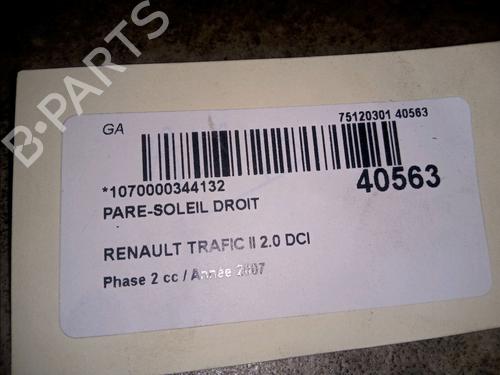 B-PARTS
GA
75120301 40563
*1070000344132
40563
PARE-SOLEIL DROIT
RENAULT TRAFIC II 2.0 DCI
Phase 2 cc / Année 2007